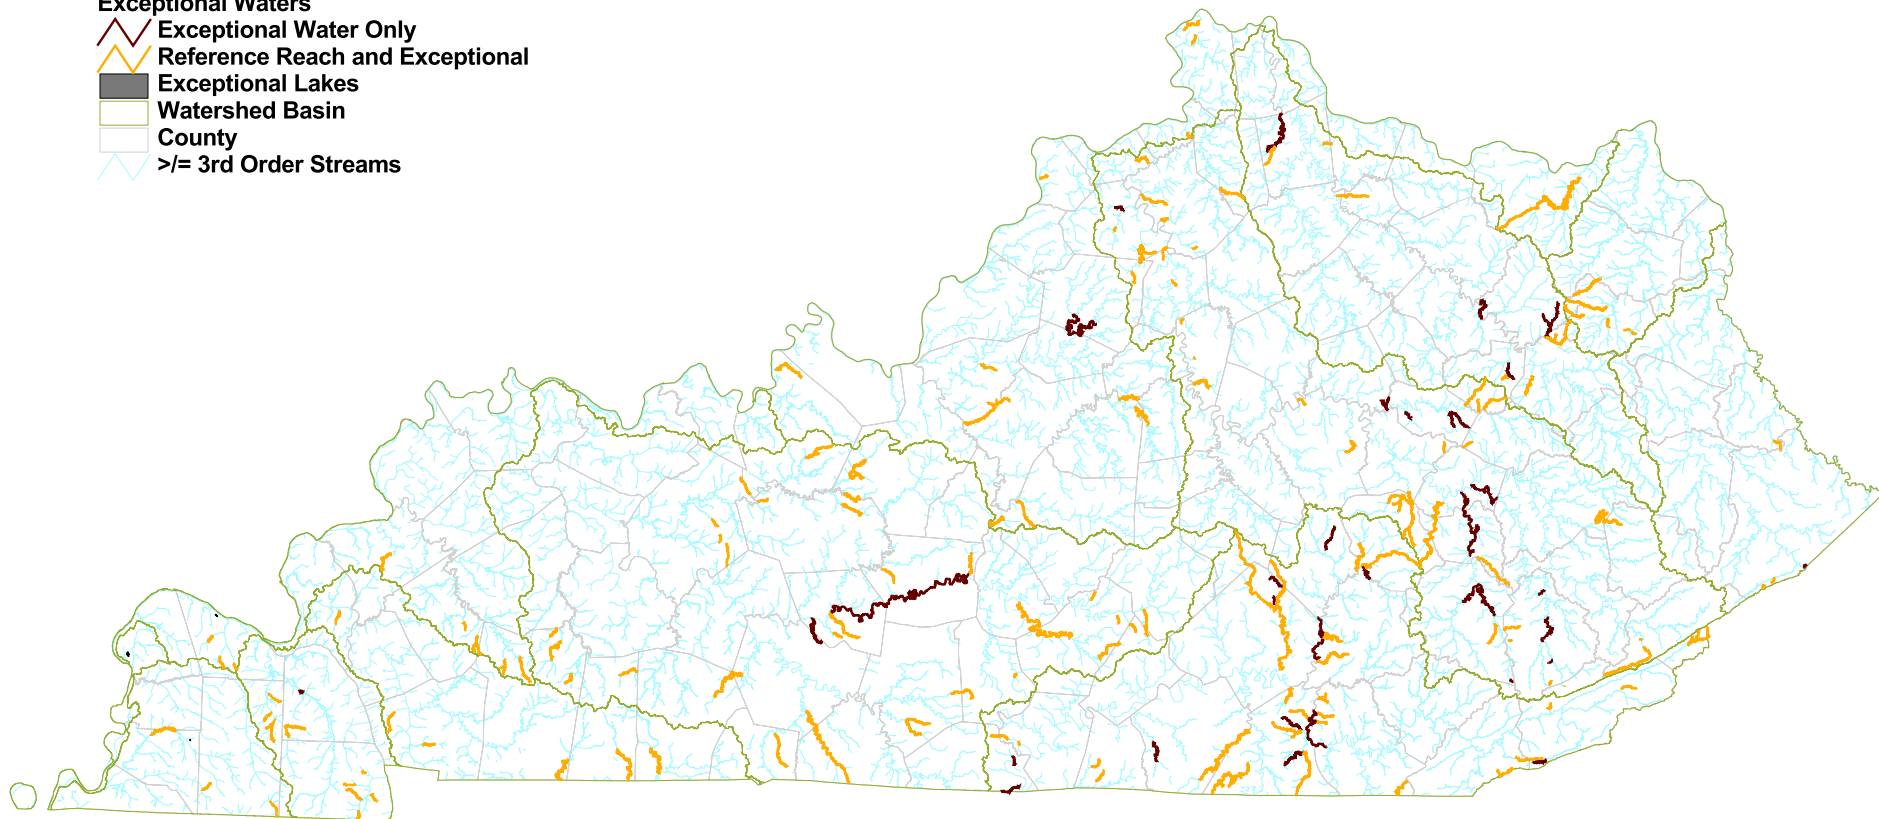 Exceptional Waters
Exceptional Water Only
Reference Reach and Exceptional
Exceptional Lakes
Watershed Basin
County
>/= 3rd Order Streams